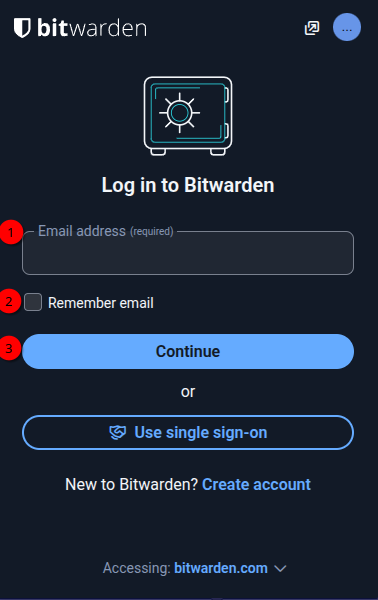 bitwarden
...
Log in to Bitwarden
1
Email address (required)
2
Remember email
3
Continue
or
Use single sign-on
New to Bitwarden? Create account
Accessing: bitwarden.com